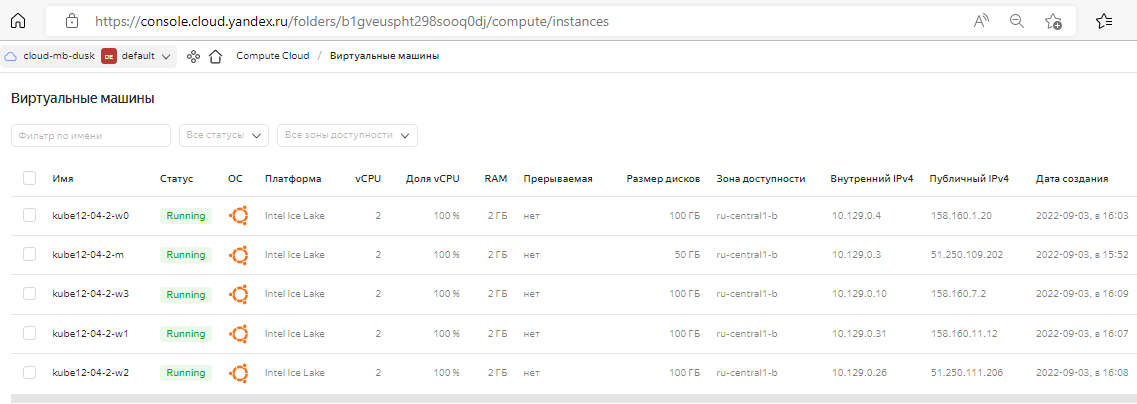 https://console.cloud.yandex.ru/folders/b1gveuspht298sooq0dj/compute/instances
cloud-mb-dusk DE default Compute Cloud / Виртуальные машины
Виртуальные машины
Фильтр по имени Все статусы Все зоны доступности
Имя Статус ОС Платформа vCPU Доля vCPU RAM Прерываемая Размер дисков Зона доступности Внутренний IPv4 Публичный IPv4 Дата создания
kube12-04-2-w0 Running Intel Ice Lake 2 100 % 2 ГБ нет 100 ГБ ru-central1-b 10.129.0.4 158.160.1.20 2022-09-03, в 16:03
kube12-04-2-m Running Intel Ice Lake 2 100 % 2 ГБ нет 50 ГБ ru-central1-b 10.129.0.3 51.250.109.202 2022-09-03, в 15:52
kube12-04-2-w3 Running Intel Ice Lake 2 100 % 2 ГБ нет 100 ГБ ru-central1-b 10.129.0.10 158.160.7.2 2022-09-03, в 16:09
kube12-04-2-w1 Running Intel Ice Lake 2 100 % 2 ГБ нет 100 ГБ ru-central1-b 10.129.0.31 158.160.11.12 2022-09-03, в 16:07
kube12-04-2-w2 Running Intel Ice Lake 2 100 % 2 ГБ нет 100 ГБ ru-central1-b 10.129.0.26 51.250.111.206 2022-09-03, в 16:08